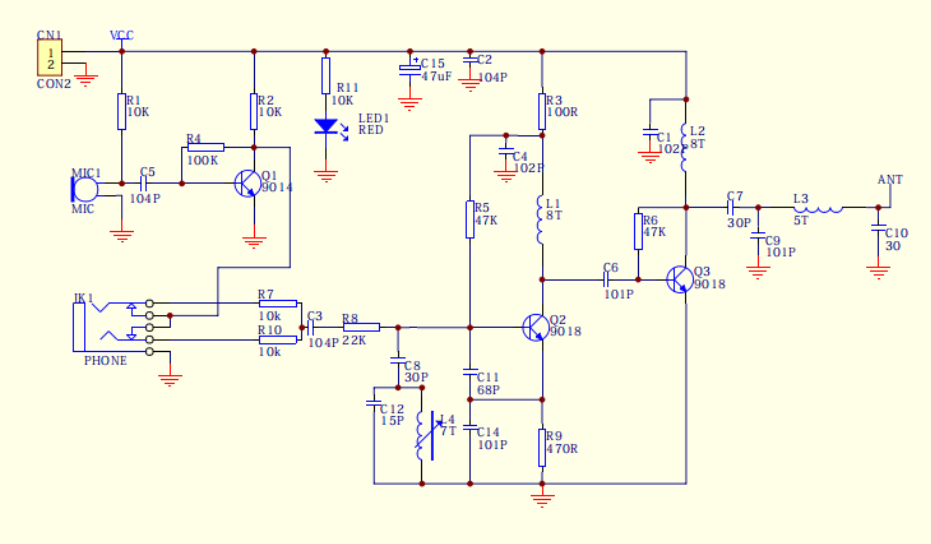 CN1
1
2
CON2
VCC
R1
10K
R2
10K
R11
10K
LED1
RED
C15
+
47uF
C2
104P
R3
100R
C4
102P
C1
102P
L2
8T
R4
100K
MIC1
MIC
C5
104P
Q1
9014
R5
47K
L1
8T
R6
47K
C7
30P
L3
5T
ANT
C9
101P
C10
30
C6
101P
Q3
9018
JK1
PHONE
R7
10k
R10
10k
C3
104P
R8
22K
Q2
9018
C8
30P
C11
68P
C12
15P
L4
7T
C14
101P
R9
470R